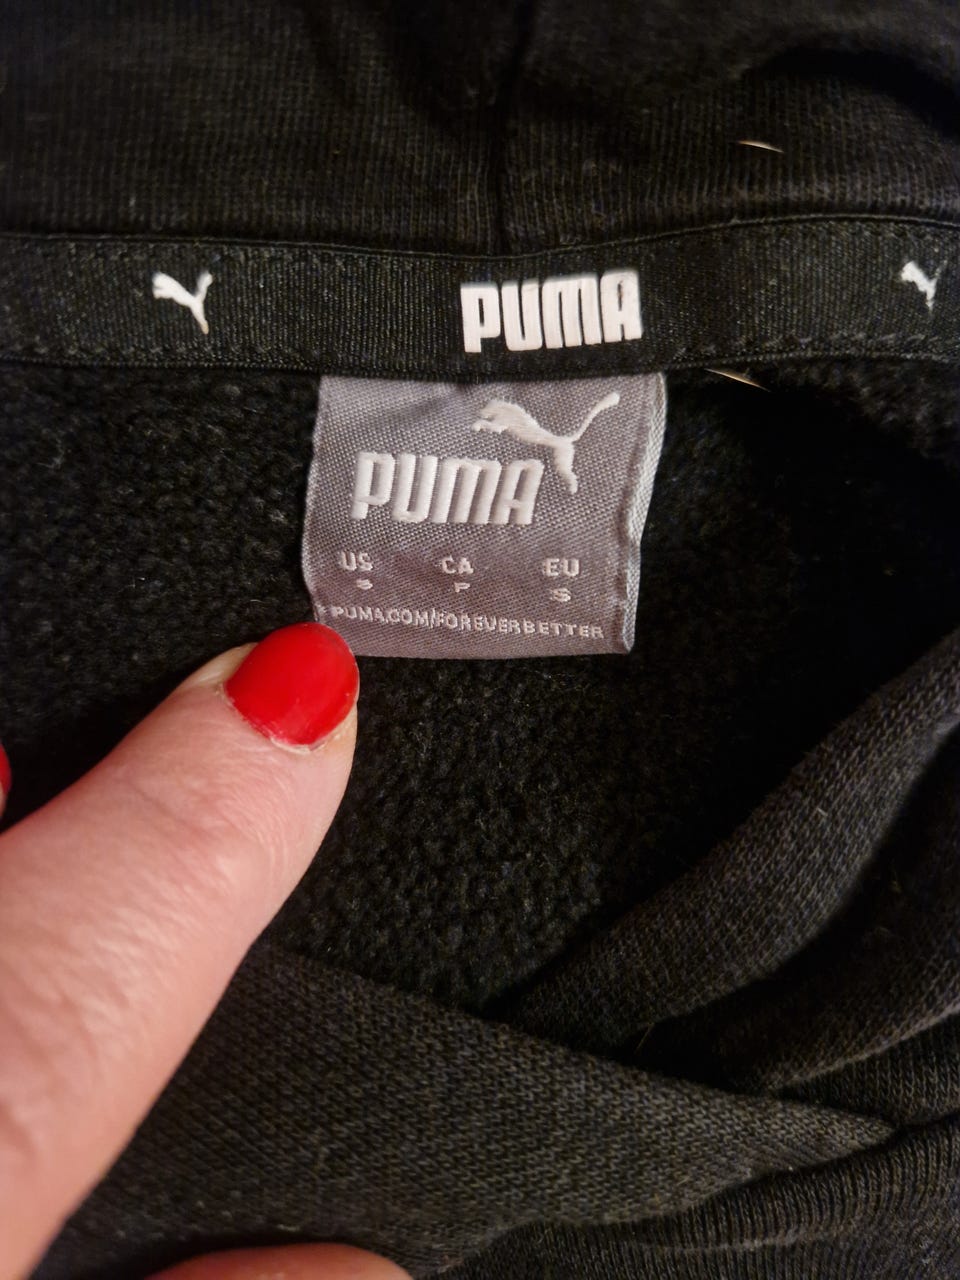 PUMA
PUMA
US CA EU
S P S
PUMA.COM/FOREVERBETTER